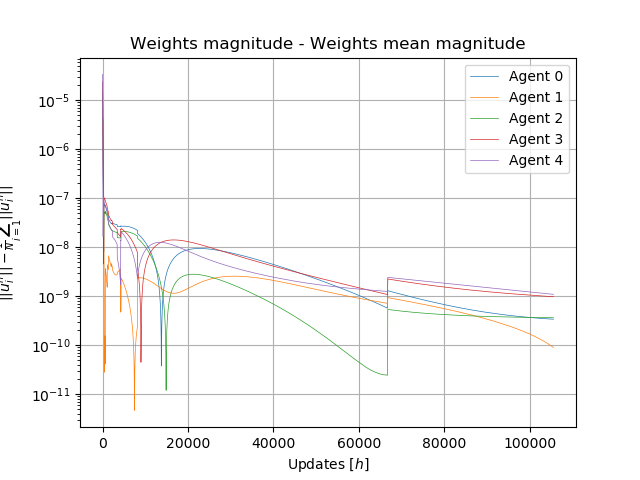 Weights magnitude - Weights mean magnitude
Agent 0
Agent 1
Agent 2
Agent 3
Agent 4
10⁻⁵
10⁻⁶
10⁻⁷
10⁻⁸
10⁻⁹
10⁻¹⁰
10⁻¹¹
0 20000 40000 60000 80000 100000
Updates [h]